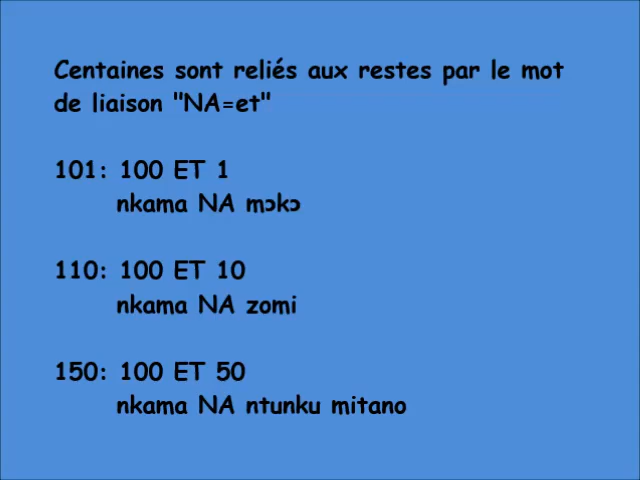 Centaines sont reliés aux restes par le mot
de liaison "NA=et"
101: 100 ET 1
nkama NA mɔkɔ
110: 100 ET 10
nkama NA zomi
150: 100 ET 50
nkama NA ntunku mitano